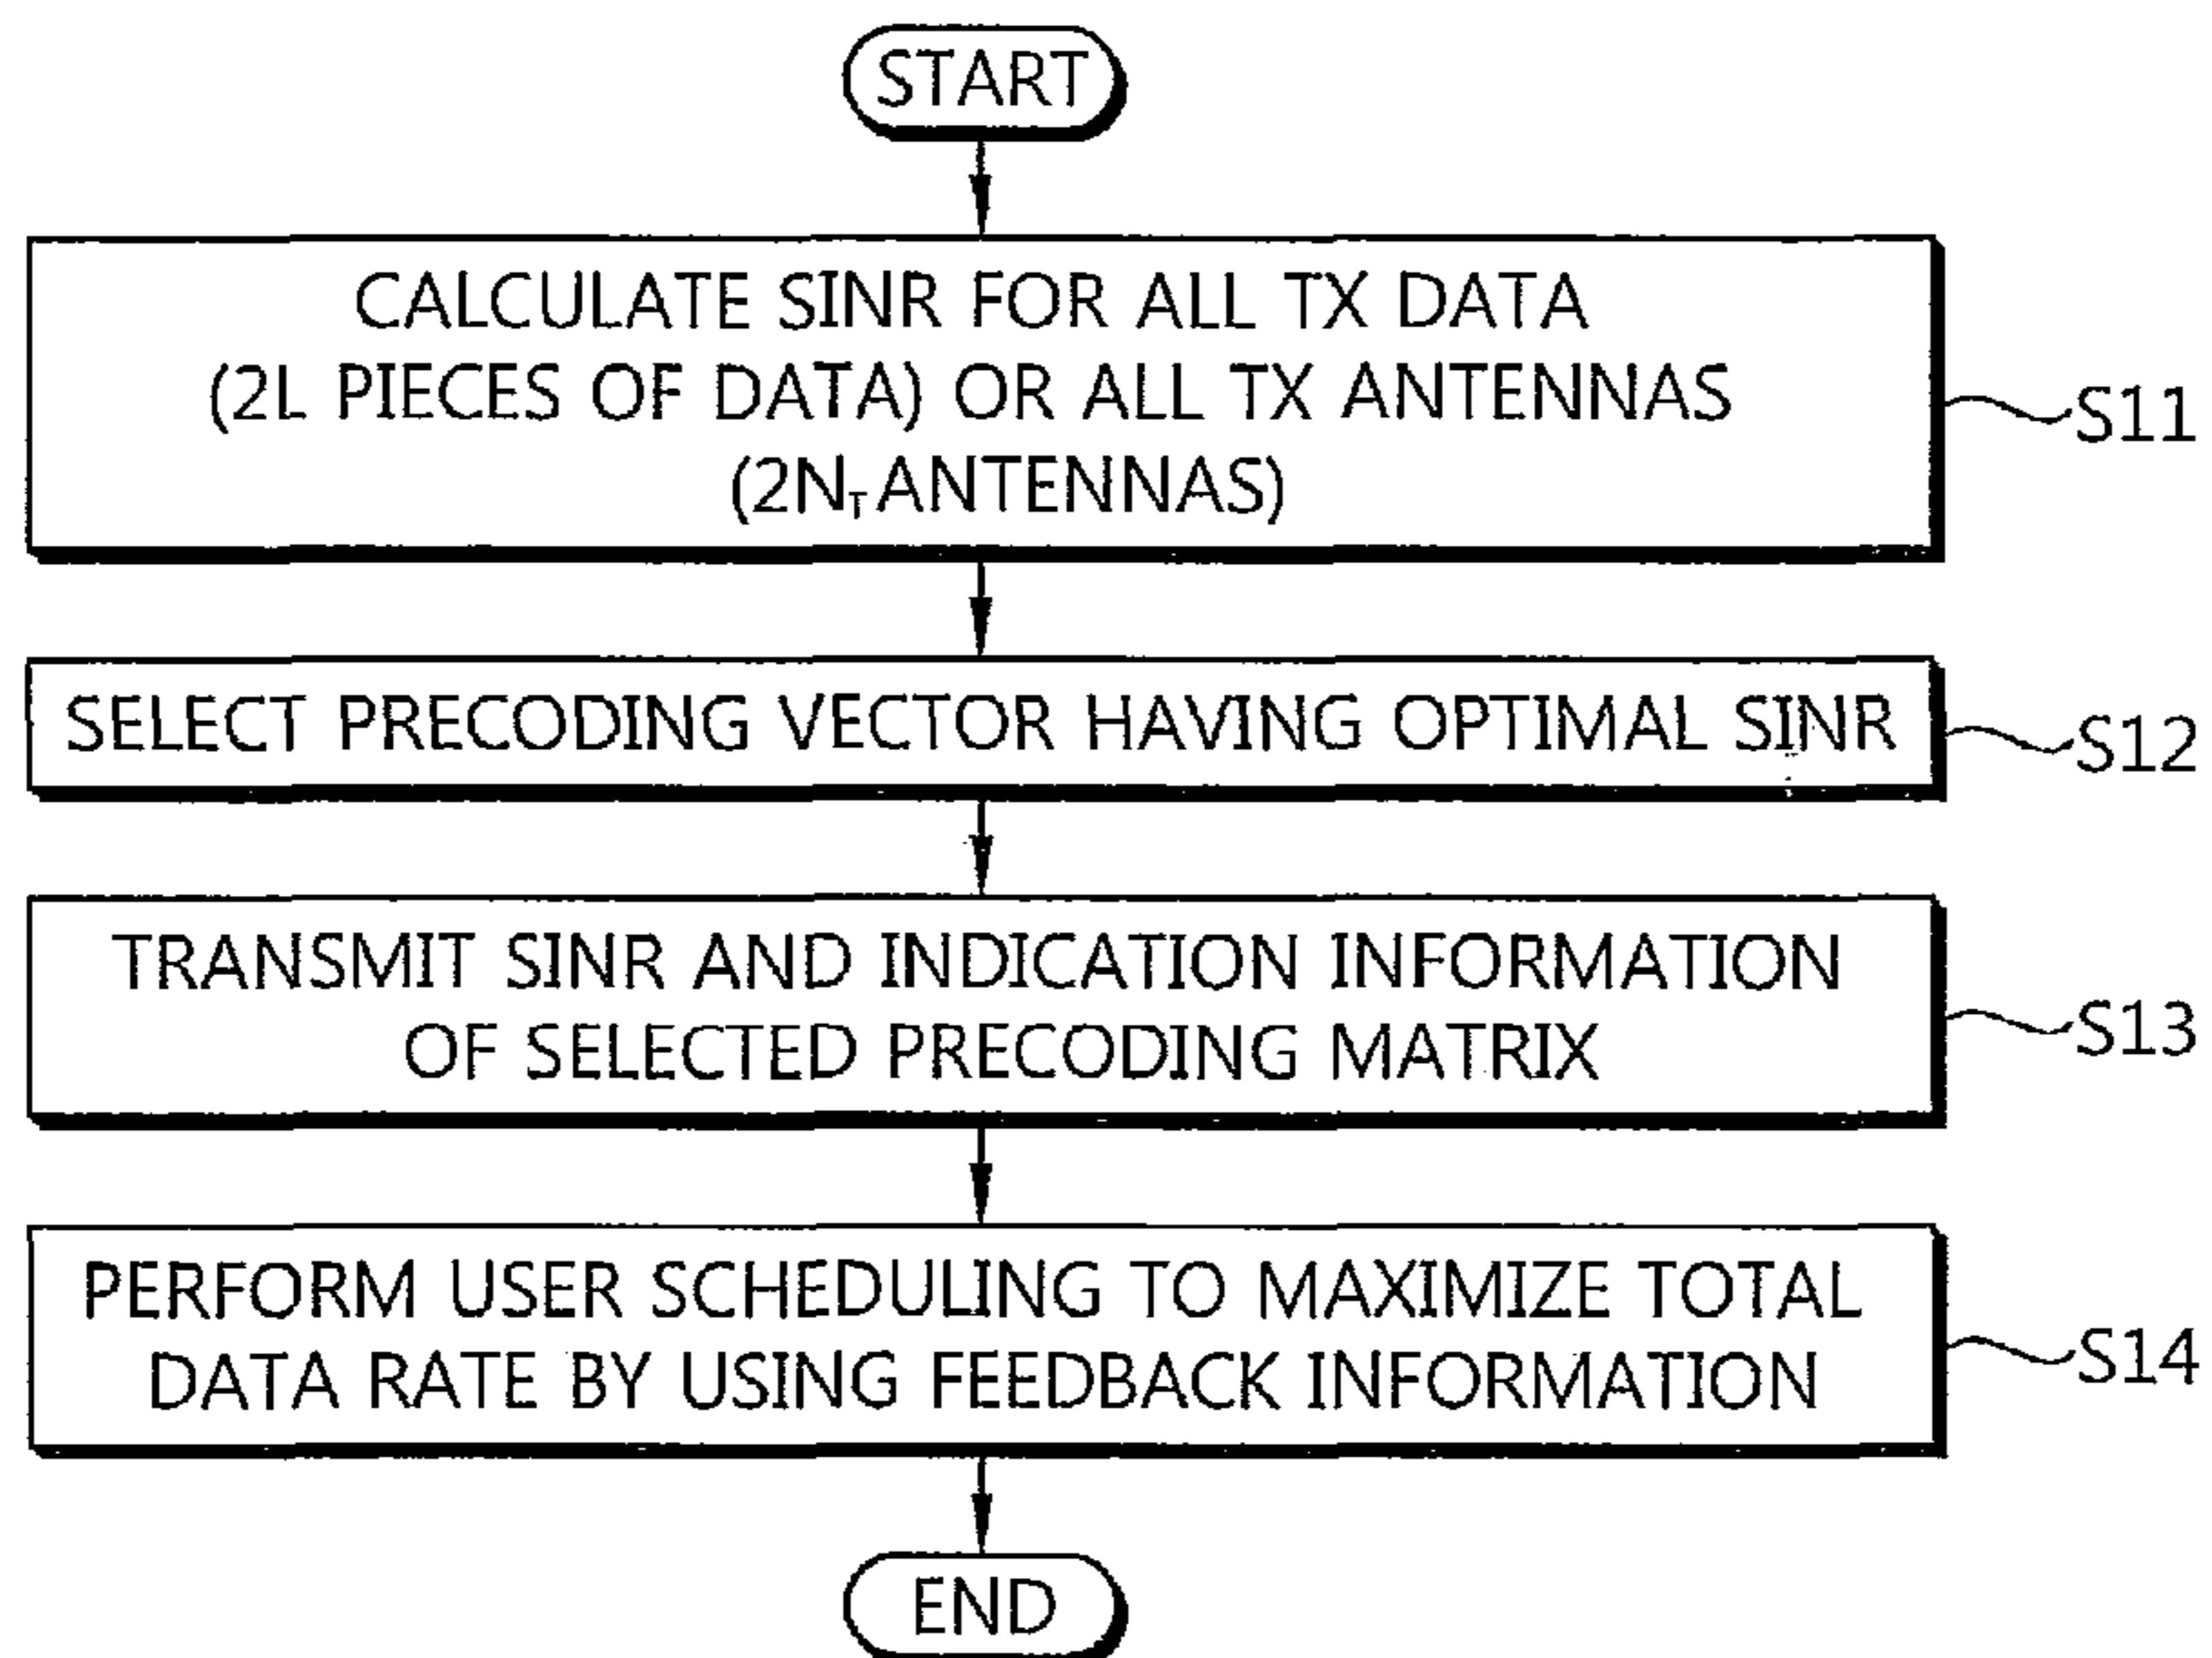 START
CALCULATE SINR FOR ALL TX DATA
(2L PIECES OF DATA) OR ALL TX ANTENNAS
(2N_T ANTENNAS)
S11
SELECT PRECODING VECTOR HAVING OPTIMAL SINR
S12
TRANSMIT SINR AND INDICATION INFORMATION
OF SELECTED PRECODING MATRIX
S13
PERFORM USER SCHEDULING TO MAXIMIZE TOTAL
DATA RATE BY USING FEEDBACK INFORMATION
S14
END